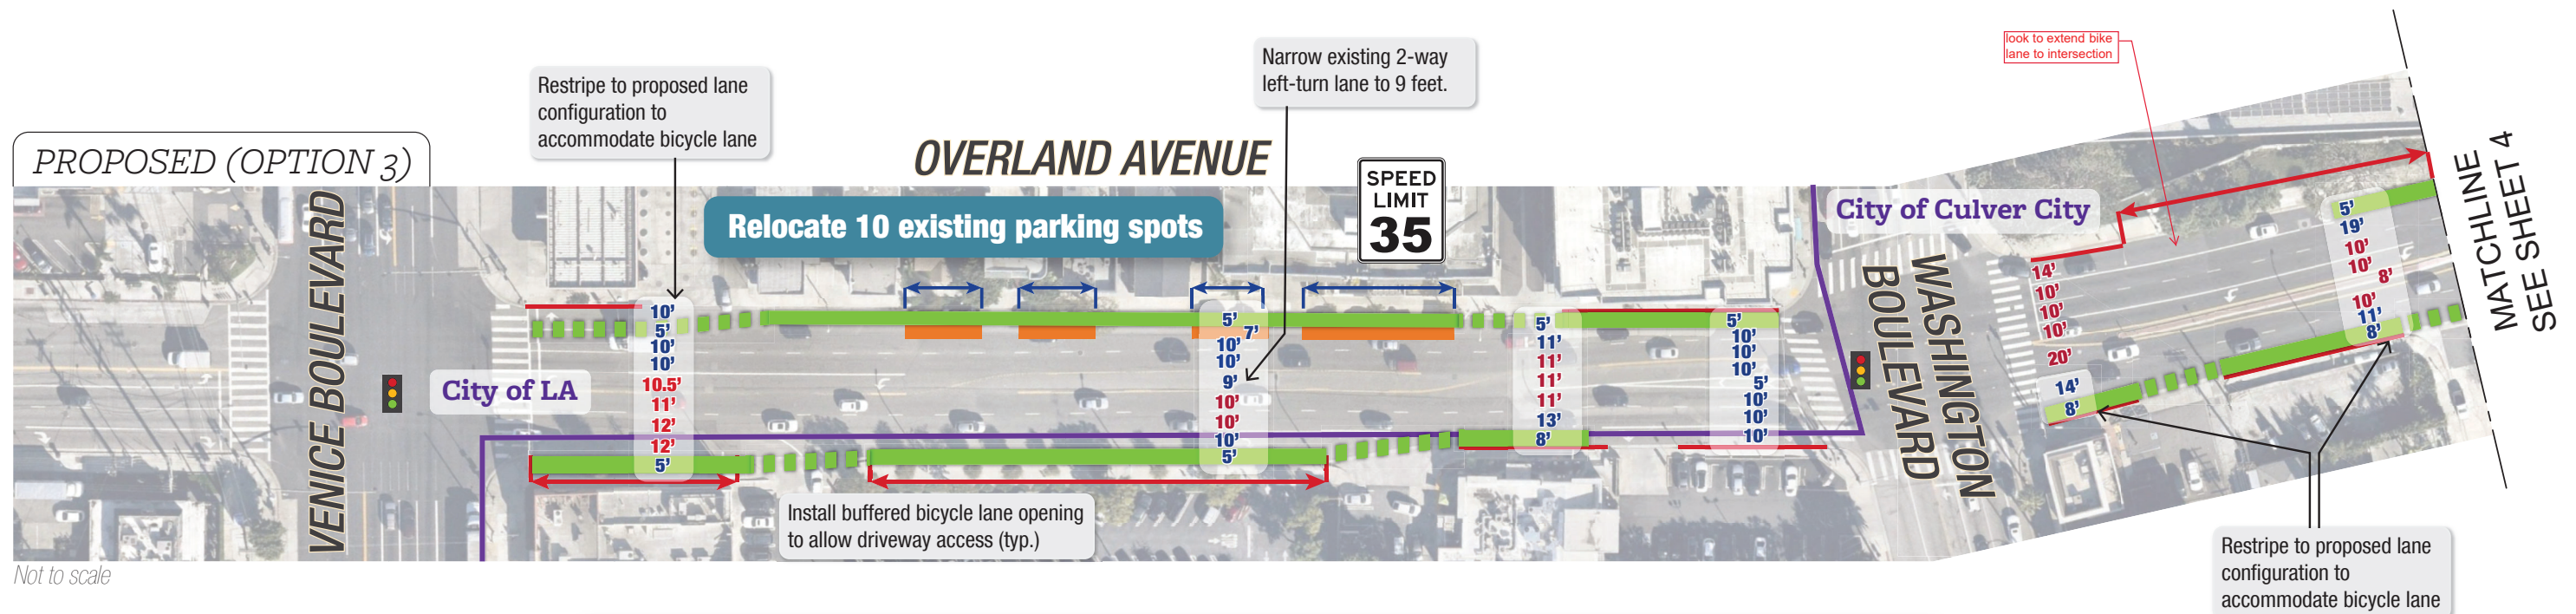 PROPOSED (OPTION 3)
Restripe to proposed lane
configuration to
accommodate bicycle lane
OVERLAND AVENUE
Narrow existing 2-way
left-turn lane to 9 feet.
look to extend bike
lane to intersection
Relocate 10 existing parking spots
SPEED
LIMIT
35
City of Culver City
VENICE BOULEVARD
City of LA
10'
5'
10'
10'
10.5'
11'
12'
12'
5'
5'
7'
10'
10'
9'
10'
10'
10'
5'
5'
11'
11'
11'
11'
13'
8'
5'
10'
10'
10'
5'
10'
10'
10'
WASHINGTON
BOULEVARD
14'
10'
10'
10'
20'
14'
8'
5'
19'
10'
10'
8'
10'
11'
8'
MATCHLINE
SEE SHEET 4
Install buffered bicycle lane opening
to allow driveway access (typ.)
Restripe to proposed lane
configuration to
accommodate bicycle lane
Not to scale